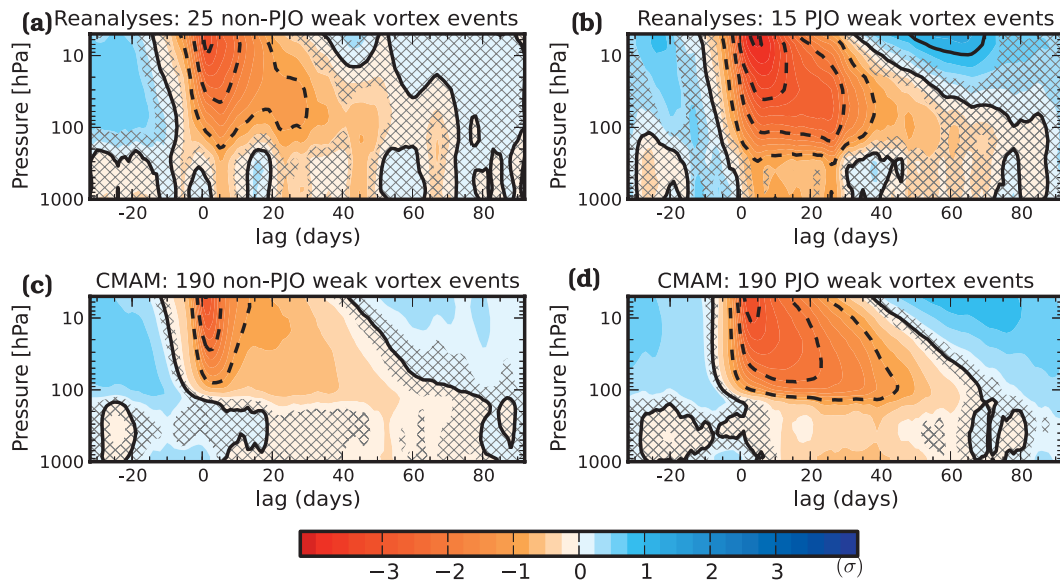 (a) Reanalyses: 25 non-PJO weak vortex events
Pressure [hPa]
10
100
1000
-20 0 20 40 60 80
lag (days)
(b) Reanalyses: 15 PJO weak vortex events
Pressure [hPa]
10
100
1000
-20 0 20 40 60 80
lag (days)
(c) CMAM: 190 non-PJO weak vortex events
Pressure [hPa]
10
100
1000
-20 0 20 40 60 80
lag (days)
(d) CMAM: 190 PJO weak vortex events
Pressure [hPa]
10
100
1000
-20 0 20 40 60 80
lag (days)
−3 −2 −1 0 1 2 3 (σ)